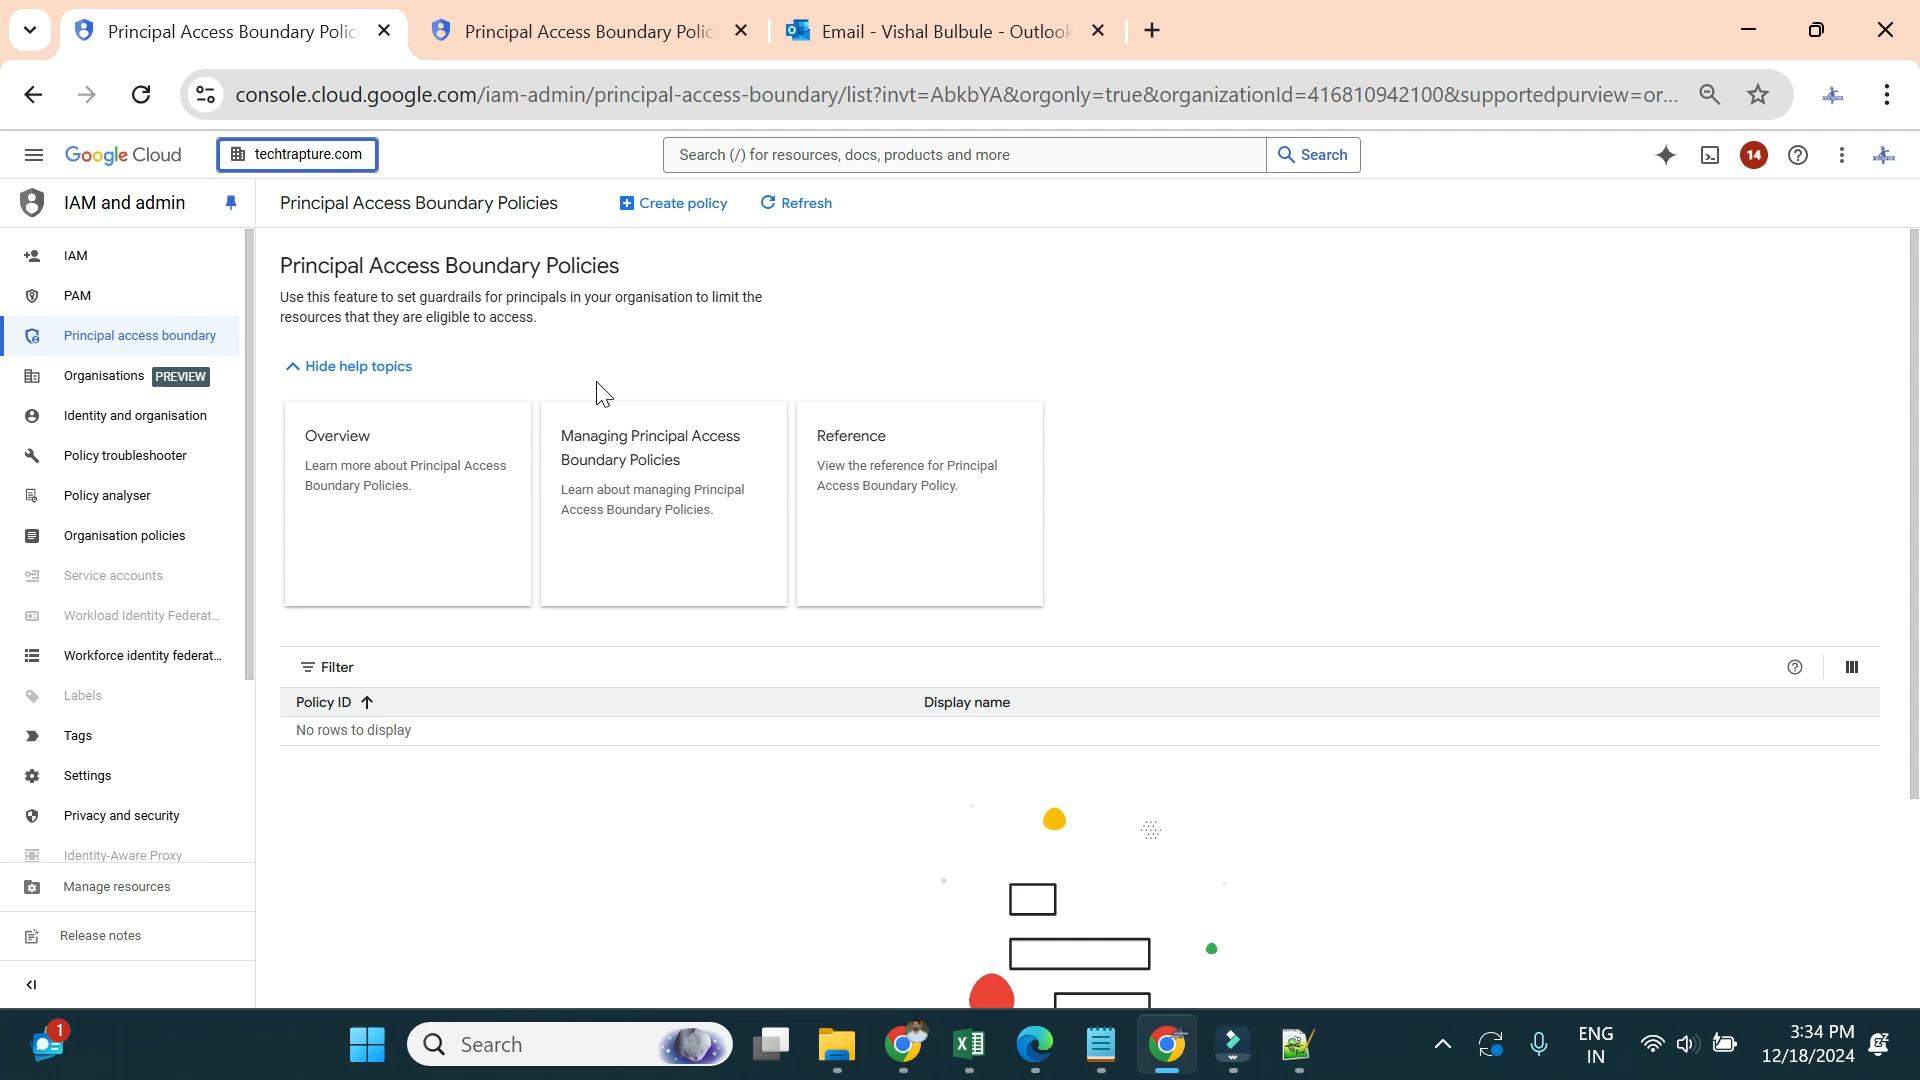 Principal Access Boundary Polic
Principal Access Boundary Polic
Email - Vishal Bulbule - Outlook
console.cloud.google.com/iam-admin/principal-access-boundary/list?invt=AbkbYA&orgonly=true&organizationId=416810942100&supportedpurview=or...
Google Cloud
techtrapture.com
Search (/) for resources, docs, products and more
Search
14
IAM and admin
Principal Access Boundary Policies
Create policy
Refresh
IAM
PAM
Principal access boundary
Organisations PREVIEW
Identity and organisation
Policy troubleshooter
Policy analyser
Organisation policies
Service accounts
Workload Identity Federat...
Workforce identity federat...
Labels
Tags
Settings
Privacy and security
Identity-Aware Proxy
Manage resources
Release notes
Principal Access Boundary Policies
Use this feature to set guardrails for principals in your organisation to limit the
resources that they are eligible to access.
Hide help topics
Overview
Learn more about Principal Access
Boundary Policies.
Managing Principal Access
Boundary Policies
Learn about managing Principal
Access Boundary Policies.
Reference
View the reference for Principal
Access Boundary Policy.
Filter
Policy ID
Display name
No rows to display
1
Search
ENG
IN
3:34 PM
12/18/2024